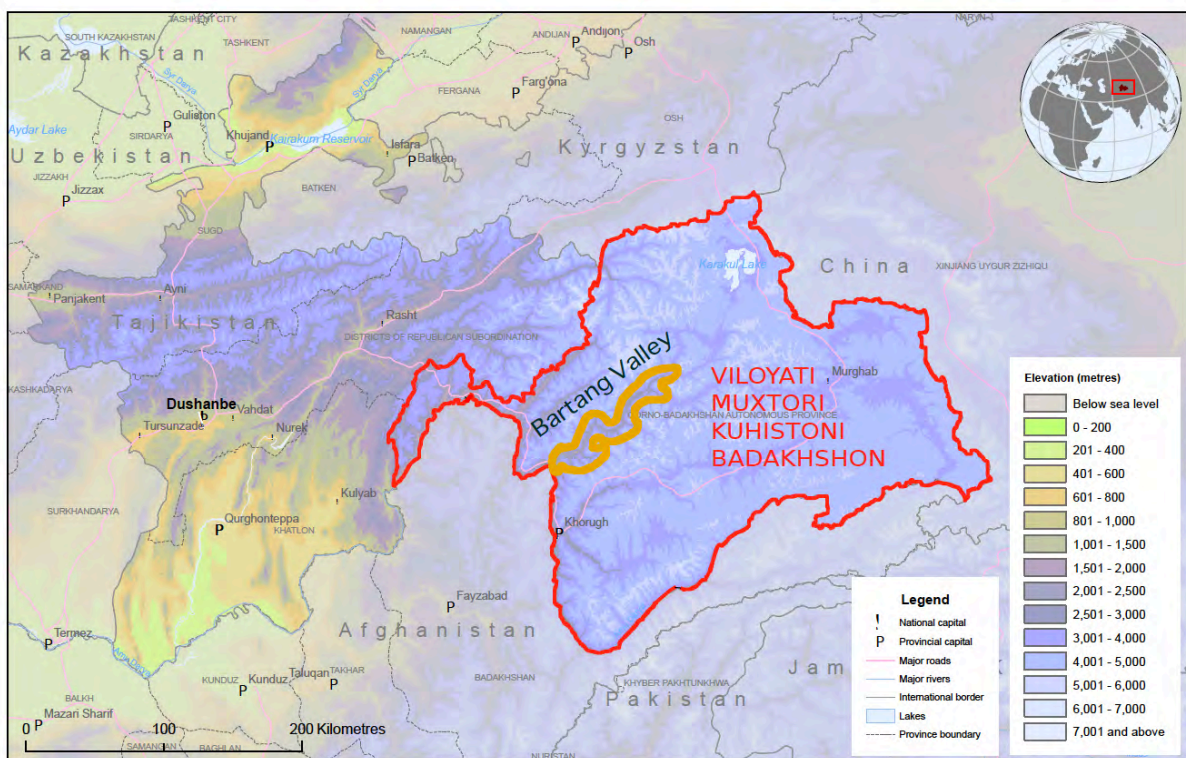 TASHKENT CITY
NARYN
SOUTH KAZAKHSTAN
TASHKENT
NAMANGAN
ANDIJAN
Andijon
P
Osh
P
Kazakhstan
Syr Darya
Syr Darya
Farg'ona
P
FERGANA
Guliston
P
SIRDARYA
Aydar Lake
Khujand
P
Kairakum Reservoir
OSH
Uzbekistan
Isfara
Batken
P
Kyrgyzstan
JIZZAKH
Jizzax
P
BATKEN
SUGD
Karakul Lake
China
XINJIANG UYGUR ZIZHIQU
SAMARKAND
Panjakent
Ayni
Tajikistan
Rasht
DISTRICTS OF REPUBLICAN SUBORDINATION
KASHKADARYA
Bartang Valley
VILOYATI
MUXTORI
KUHISTONI
BADAKHSHON
Murghab
GORNO-BADAKHSHAN AUTONOMOUS PROVINCE
Dushanbe
Vahdat
Tursunzade
Nurek
Kulyab
SURKHANDARYA
Qurghonteppa
P
KHATLON
Khorugh
P
Fayzabad
P
Afghanistan
Termez
P
Amu Darya
KUNDUZ
Kunduz
P
Taluqan
P
TAKHAR
BADAKHSHAN
KHYBER PAKHTUNKHWA
Jam
k
Pakistan
BALKH
Mazari Sharif
P
SAMANGAN
BAGHLAN
NURISTAN
0
100
200 Kilometres
Legend
! National capital
P Provincial capital
Major roads
Major rivers
International border
Lakes
Province boundary
Elevation (metres)
Below sea level
0 - 200
201 - 400
401 - 600
601 - 800
801 - 1,000
1,001 - 1,500
1,501 - 2,000
2,001 - 2,500
2,501 - 3,000
3,001 - 4,000
4,001 - 5,000
5,001 - 6,000
6,001 - 7,000
7,001 and above